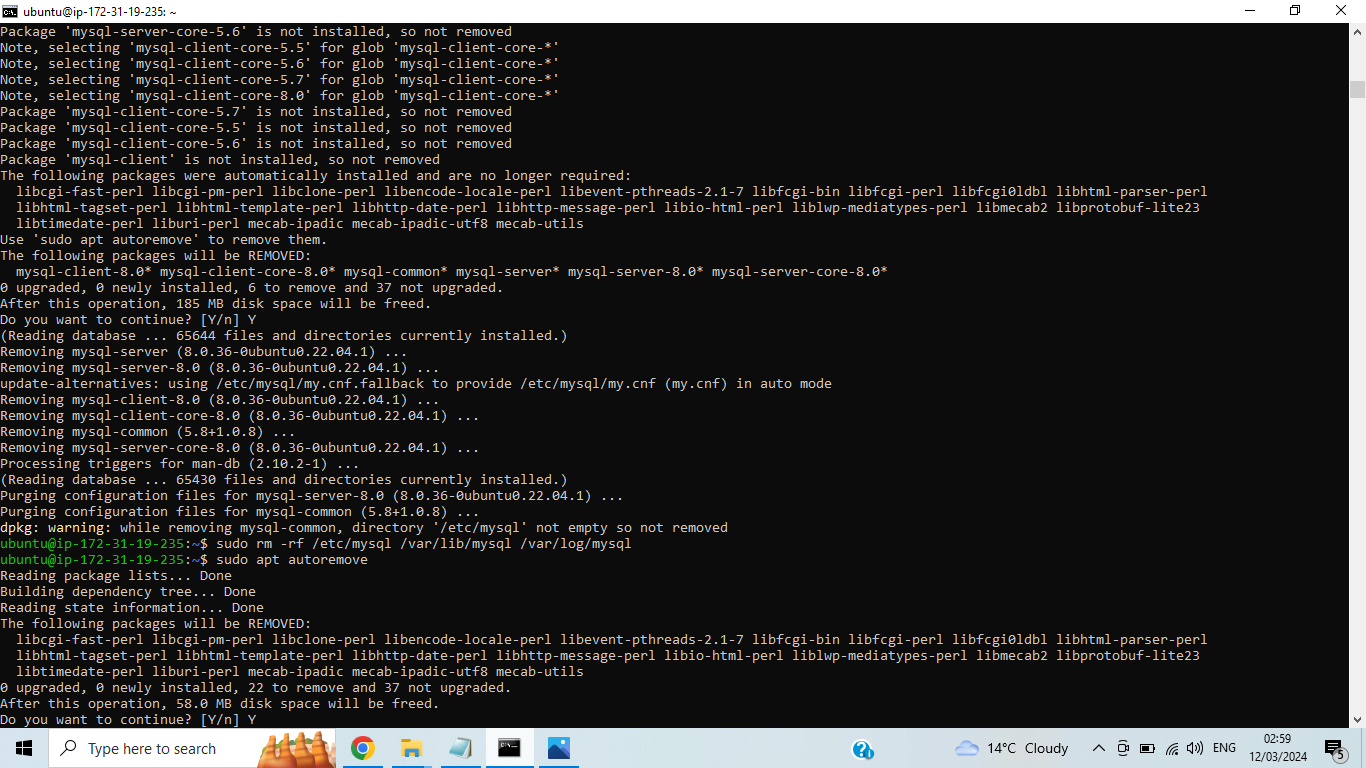 ubuntu@ip-172-31-19-235: ~
Package 'mysql-server-core-5.6' is not installed, so not removed
Note, selecting 'mysql-client-core-5.5' for glob 'mysql-client-core-*'
Note, selecting 'mysql-client-core-5.6' for glob 'mysql-client-core-*'
Note, selecting 'mysql-client-core-5.7' for glob 'mysql-client-core-*'
Note, selecting 'mysql-client-core-8.0' for glob 'mysql-client-core-*'
Package 'mysql-client-core-5.7' is not installed, so not removed
Package 'mysql-client-core-5.5' is not installed, so not removed
Package 'mysql-client-core-5.6' is not installed, so not removed
Package 'mysql-client' is not installed, so not removed
The following packages were automatically installed and are no longer required:
  libcgi-fast-perl libcgi-pm-perl libclone-perl libencode-locale-perl libevent-pthreads-2.1-7 libfcgi-bin libfcgi-perl libfcgi0ldbl libhtml-parser-perl
  libhtml-tagset-perl libhtml-template-perl libhttp-date-perl libhttp-message-perl libio-html-perl liblwp-mediatypes-perl libmecab2 libprotobuf-lite23
  libtimedate-perl liburi-perl mecab-ipadic mecab-ipadic-utf8 mecab-utils
Use 'sudo apt autoremove' to remove them.
The following packages will be REMOVED:
  mysql-client-8.0* mysql-client-core-8.0* mysql-common* mysql-server* mysql-server-8.0* mysql-server-core-8.0*
0 upgraded, 0 newly installed, 6 to remove and 37 not upgraded.
After this operation, 185 MB disk space will be freed.
Do you want to continue? [Y/n] Y
(Reading database ... 65644 files and directories currently installed.)
Removing mysql-server (8.0.36-0ubuntu0.22.04.1) ...
Removing mysql-server-8.0 (8.0.36-0ubuntu0.22.04.1) ...
update-alternatives: using /etc/mysql/my.cnf.fallback to provide /etc/mysql/my.cnf (my.cnf) in auto mode
Removing mysql-client-8.0 (8.0.36-0ubuntu0.22.04.1) ...
Removing mysql-client-core-8.0 (8.0.36-0ubuntu0.22.04.1) ...
Removing mysql-common (5.8+1.0.8) ...
Removing mysql-server-core-8.0 (8.0.36-0ubuntu0.22.04.1) ...
Processing triggers for man-db (2.10.2-1) ...
(Reading database ... 65430 files and directories currently installed.)
Purging configuration files for mysql-server-8.0 (8.0.36-0ubuntu0.22.04.1) ...
Purging configuration files for mysql-common (5.8+1.0.8) ...
dpkg: warning: while removing mysql-common, directory '/etc/mysql' not empty so not removed
ubuntu@ip-172-31-19-235:~$ sudo rm -rf /etc/mysql /var/lib/mysql /var/log/mysql
ubuntu@ip-172-31-19-235:~$ sudo apt autoremove
Reading package lists... Done
Building dependency tree... Done
Reading state information... Done
The following packages will be REMOVED:
  libcgi-fast-perl libcgi-pm-perl libclone-perl libencode-locale-perl libevent-pthreads-2.1-7 libfcgi-bin libfcgi-perl libfcgi0ldbl libhtml-parser-perl
  libhtml-tagset-perl libhtml-template-perl libhttp-date-perl libhttp-message-perl libio-html-perl liblwp-mediatypes-perl libmecab2 libprotobuf-lite23
  libtimedate-perl liburi-perl mecab-ipadic mecab-ipadic-utf8 mecab-utils
0 upgraded, 0 newly installed, 22 to remove and 37 not upgraded.
After this operation, 58.0 MB disk space will be freed.
Do you want to continue? [Y/n] Y
Type here to search
14°C Cloudy
ENG
02:59
12/03/2024
5